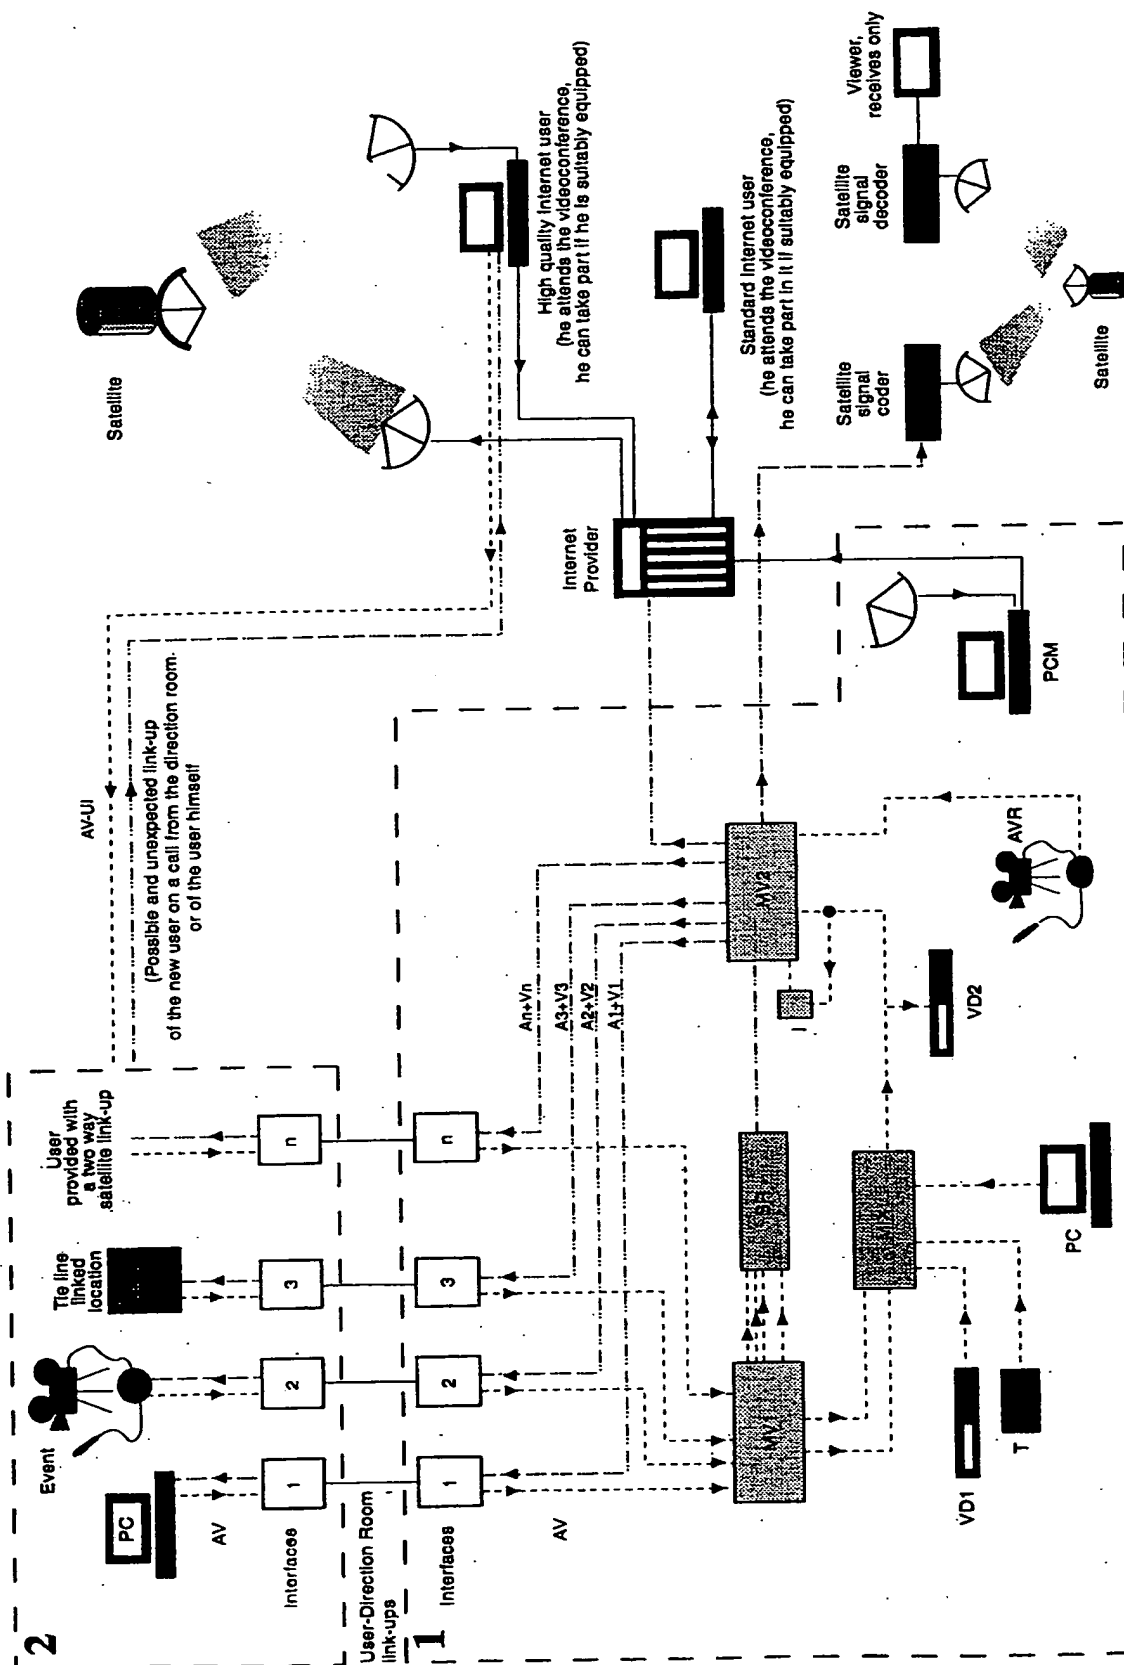 2
Event
PC
AV
Interfaces
1
2
3
n
Tie line
linked
location
User
provided with
a two way
satellite link-up
User-Direction Room
link-ups
1
Interfaces
1
2
3
n
AV
AV-UI
(Possible and unexpected link-up
of the new user on a call from the direction room
or of the user himself
An+Vn
A3+V3
A2+V2
A1+V1
MV1
MV2
I
MIX
VD1
T
PC
VD2
AVR
PCM
Internet
Provider
Satellite
High quality Internet user
(he attends the videoconference,
he can take part if he is suitably equipped)
Standard Internet user
(he attends the videoconference,
he can take part in it if suitably equipped)
Satellite
signal
coder
Satellite
signal
decoder
Viewer,
receives only
Satellite